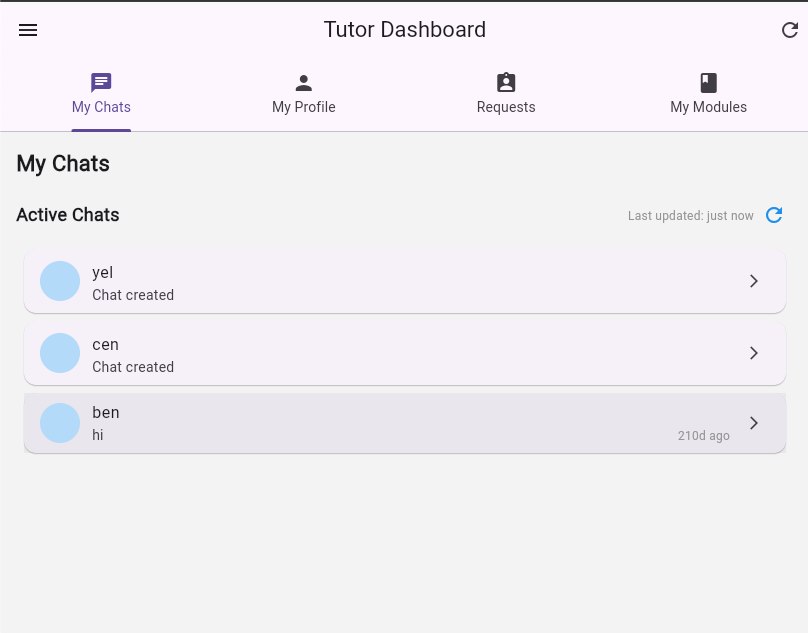 Tutor Dashboard
My Chats
My Profile
Requests
My Modules
My Chats
Active Chats
Last updated: just now
yel
Chat created
cen
Chat created
ben
hi
210d ago